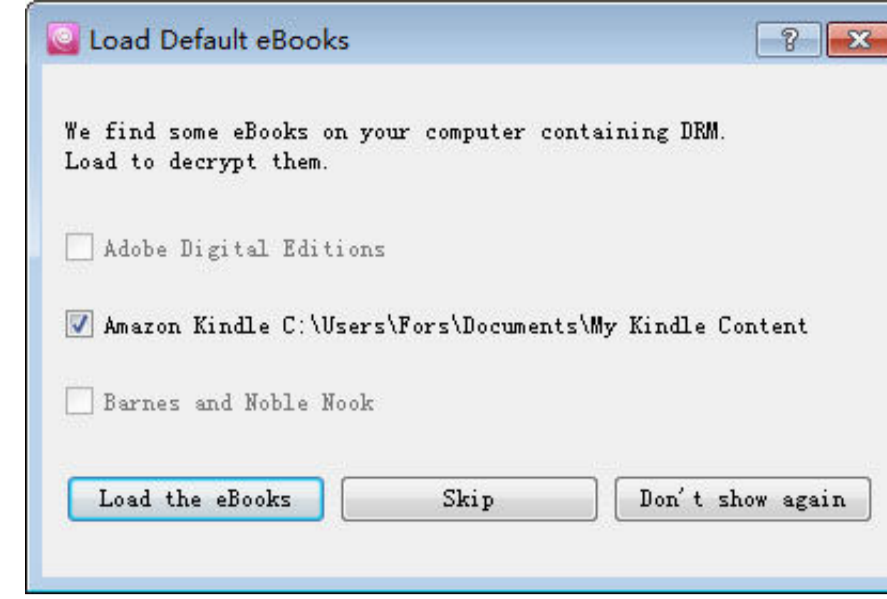 Load Default eBooks
We find some eBooks on your computer containing DRM.
Load to decrypt them.
Adobe Digital Editions
Amazon Kindle C:\Users\Fors\Documents\My Kindle Content
Barnes and Noble Nook
Load the eBooks Skip Don't show again